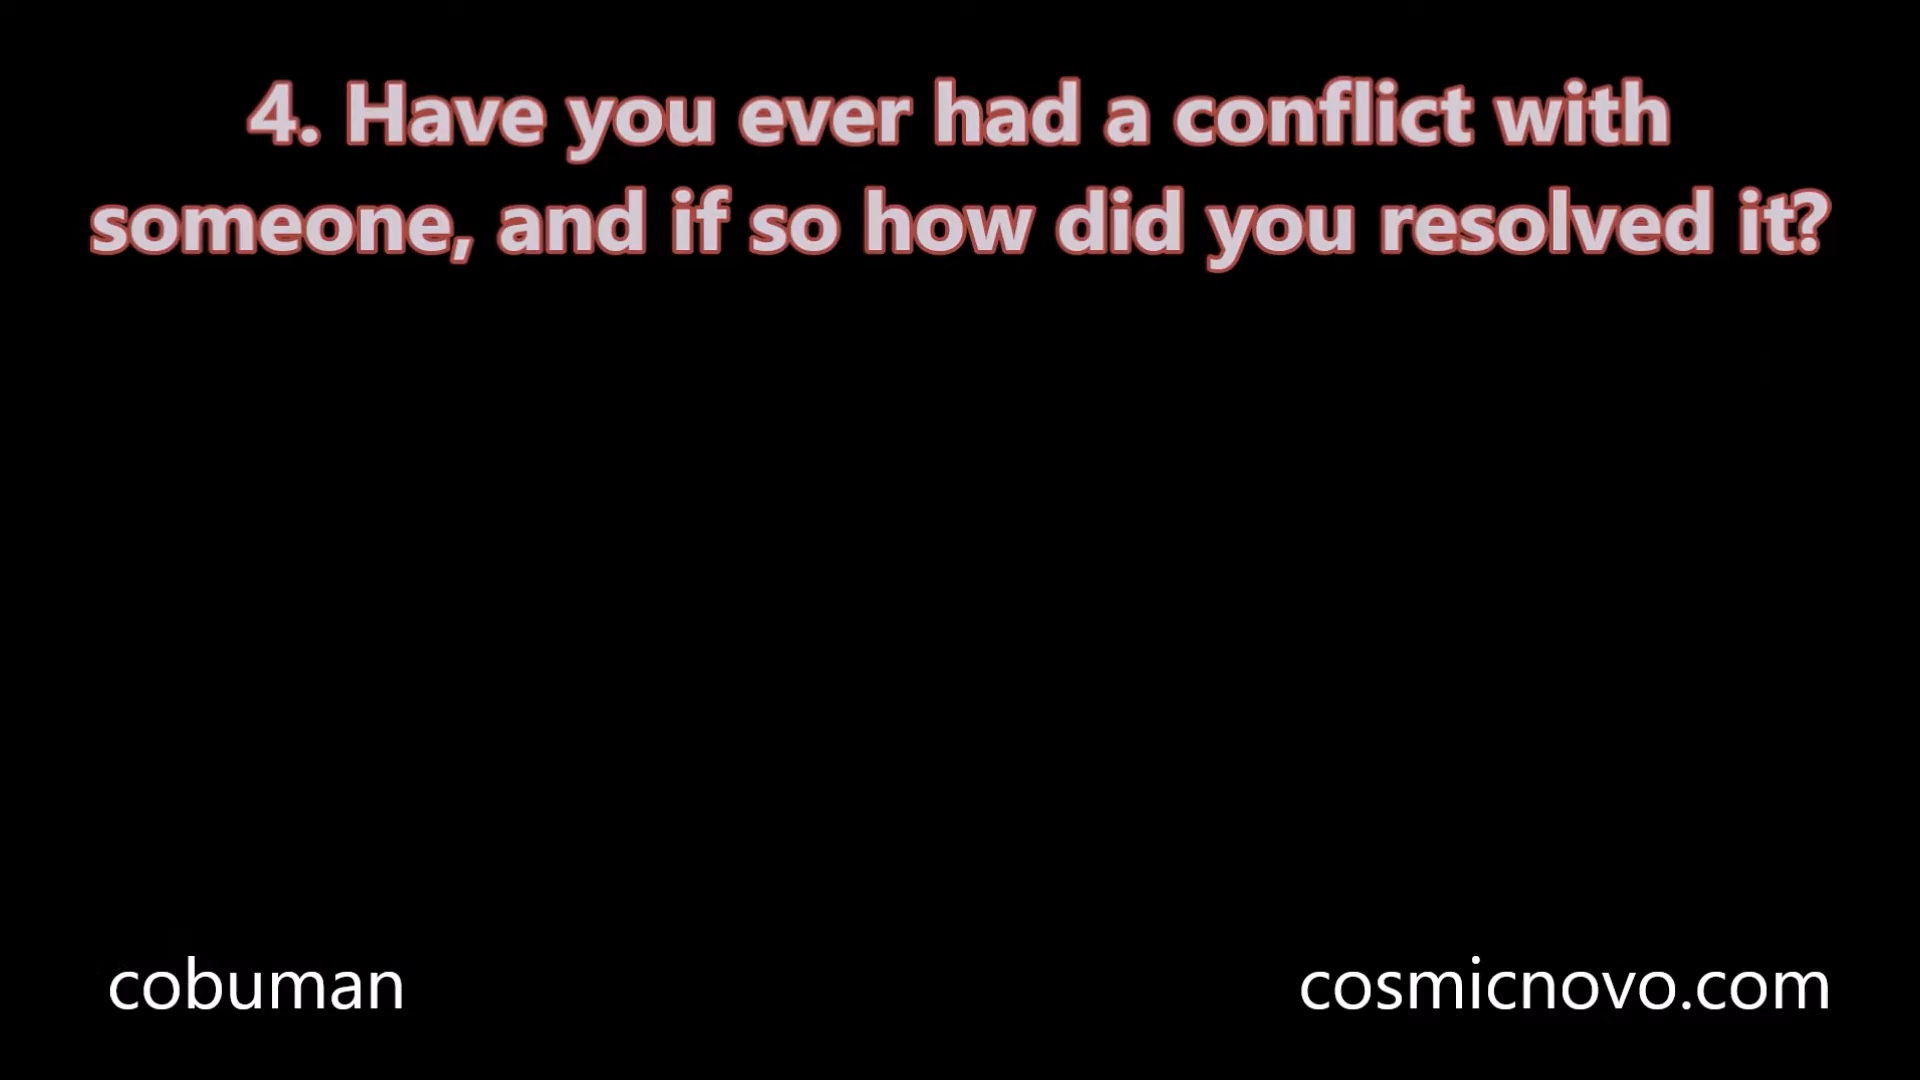 4. Have you ever had a conflict with
someone, and if so how did you resolved it?
cobuman
cosmicnovo.com